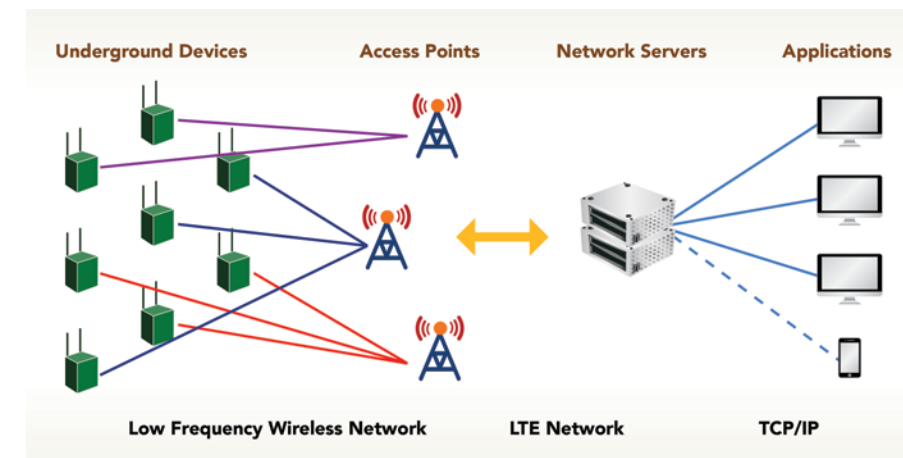 Underground Devices
Access Points
Network Servers
Applications
Low Frequency Wireless Network
LTE Network
TCP/IP